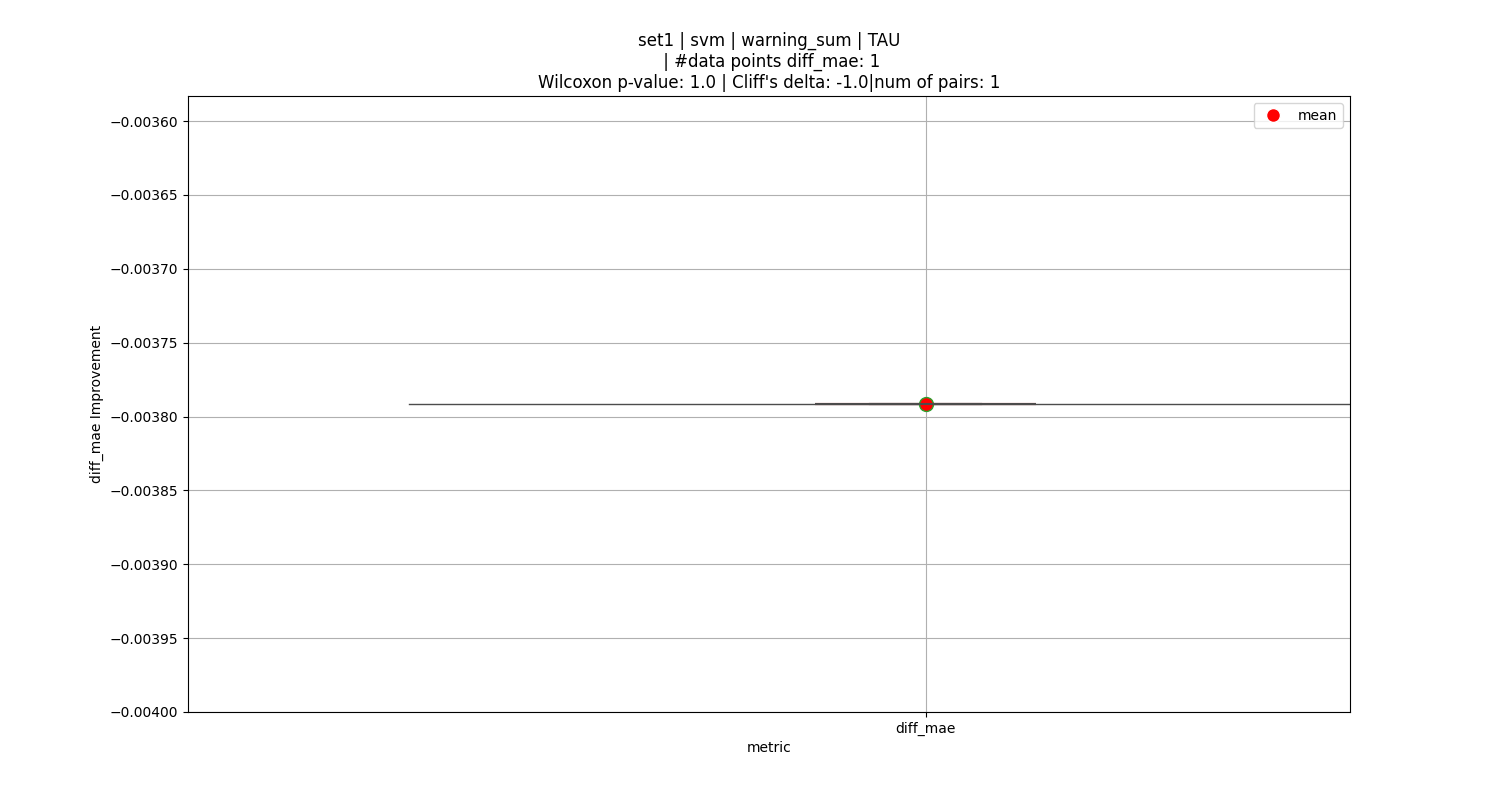 set1 | svm | warning_sum | TAU
| #data points diff_mae: 1
Wilcoxon p-value: 1.0 | Cliff's delta: -1.0|num of pairs: 1
mean
−0.00360
−0.00365
−0.00370
−0.00375
−0.00380
−0.00385
−0.00390
−0.00395
−0.00400
diff_mae Improvement
diff_mae
metric